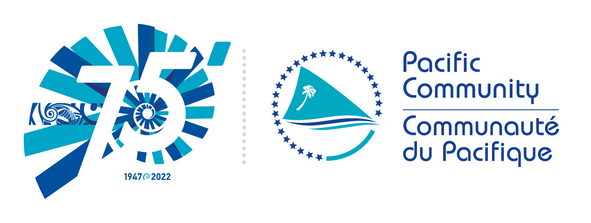 75
1947 2022
Pacific
Community
Communauté
du Pacifique